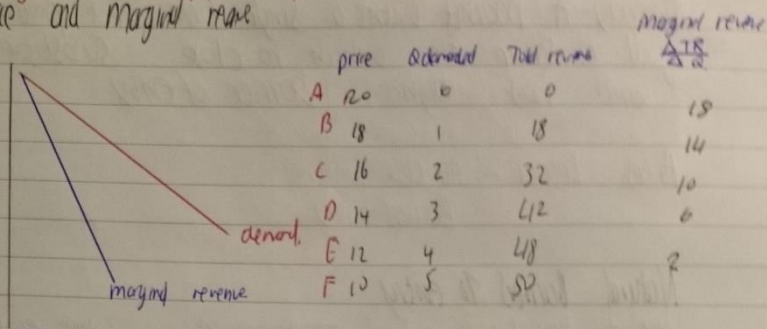 and marginal revenue
price Q demanded Total revenue Marginal revenue ΔTR/ΔQ
A 20 0 0
18
B 18 1 18
14
C 16 2 32
10
D 14 3 42
6
E 12 4 48
2
F 10 5 50
demand.
marginal revenue